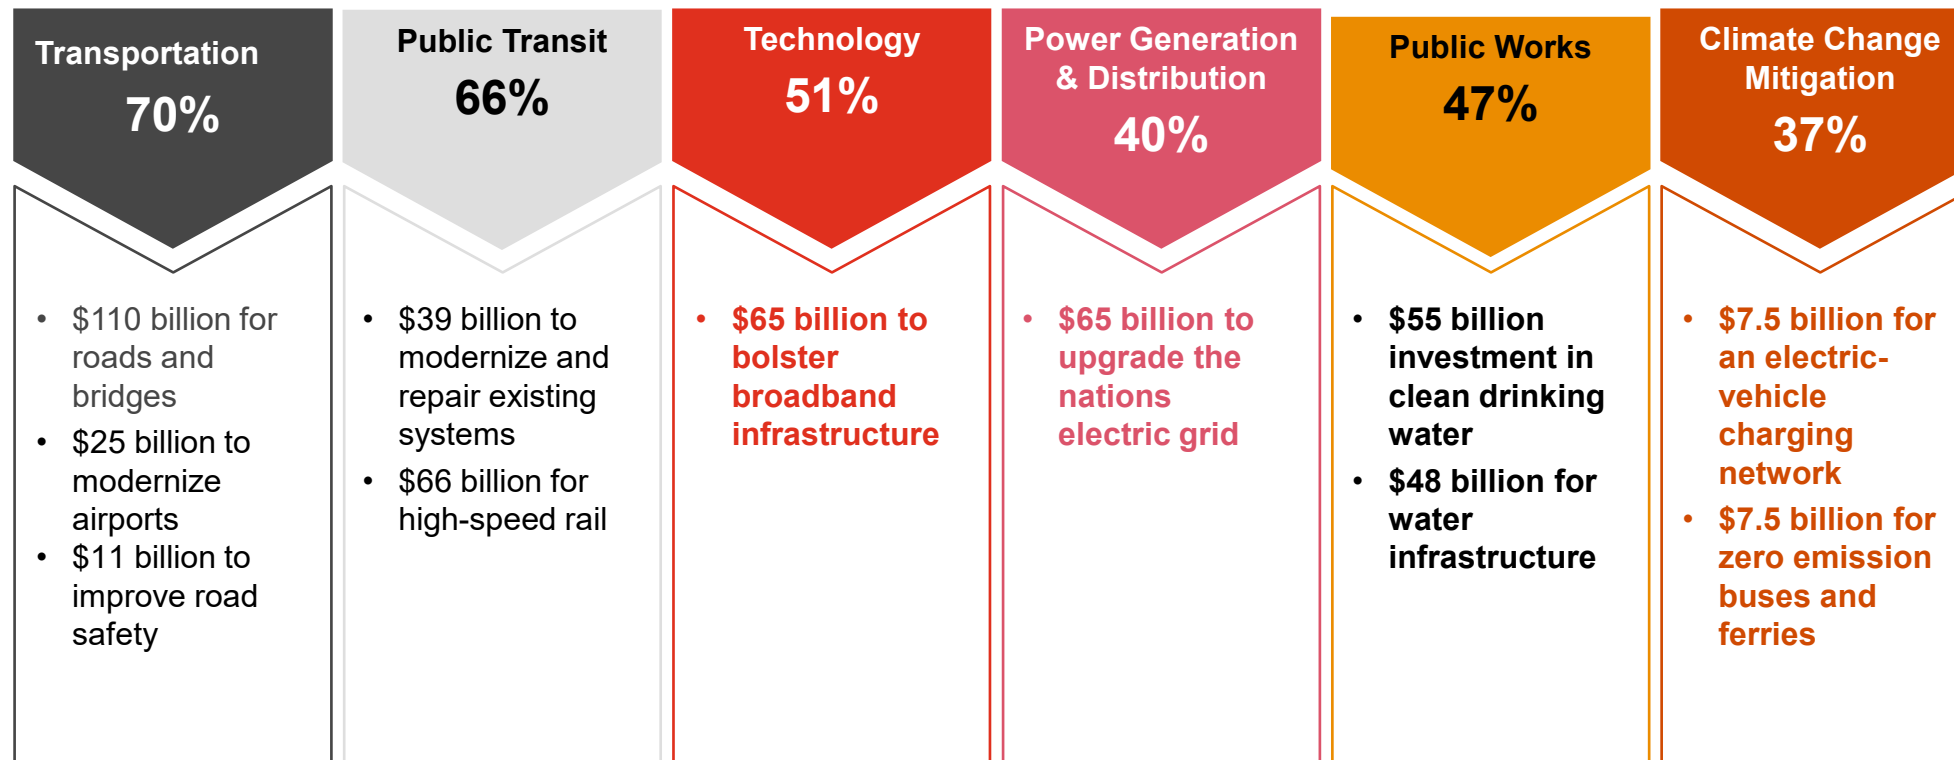 Transportation
70%
• $110 billion for
roads and
bridges
• $25 billion to
modernize
airports
• $11 billion to
improve road
safety
Public Transit
66%
• $39 billion to
modernize and
repair existing
systems
• $66 billion for
high-speed rail
Technology
51%
• $65 billion to
bolster
broadband
infrastructure
Power Generation
& Distribution
40%
• $65 billion to
upgrade the
nations
electric grid
Public Works
47%
• $55 billion
investment in
clean drinking
water
• $48 billion for
water
infrastructure
Climate Change
Mitigation
37%
• $7.5 billion for
an electric-
vehicle
charging
network
• $7.5 billion for
zero emission
buses and
ferries